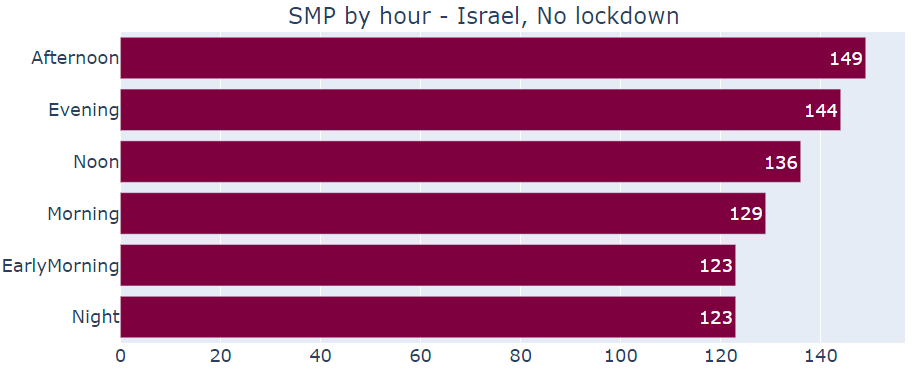 SMP by hour - Israel, No lockdown
Afternoon 149
Evening 144
Noon 136
Morning 129
EarlyMorning 123
Night 123
0 20 40 60 80 100 120 140